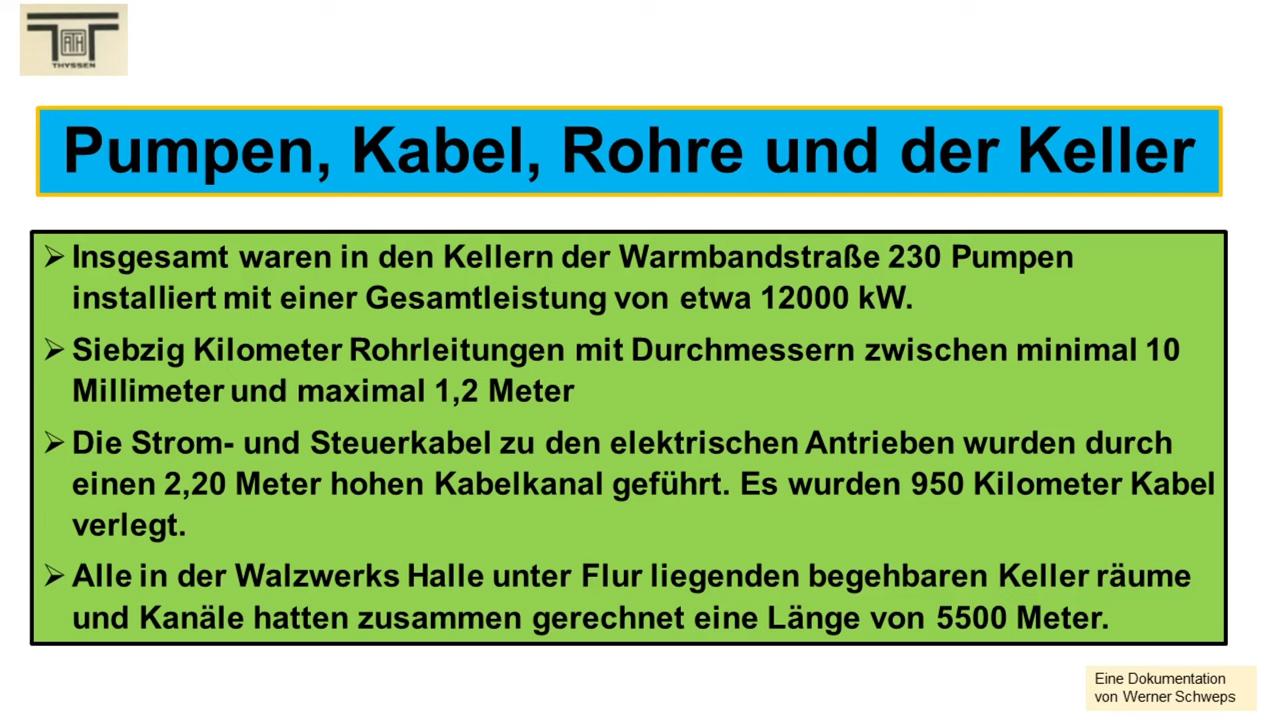 ATH
THYSSEN
Pumpen, Kabel, Rohre und der Keller
➢ Insgesamt waren in den Kellern der Warmbandstraße 230 Pumpen
installiert mit einer Gesamtleistung von etwa 12000 kW.
➢ Siebzig Kilometer Rohrleitungen mit Durchmessern zwischen minimal 10
Millimeter und maximal 1,2 Meter
➢ Die Strom- und Steuerkabel zu den elektrischen Antrieben wurden durch
einen 2,20 Meter hohen Kabelkanal geführt. Es wurden 950 Kilometer Kabel
verlegt.
➢ Alle in der Walzwerks Halle unter Flur liegenden begehbaren Keller räume
und Kanäle hatten zusammen gerechnet eine Länge von 5500 Meter.
Eine Dokumentation
von Werner Schweps